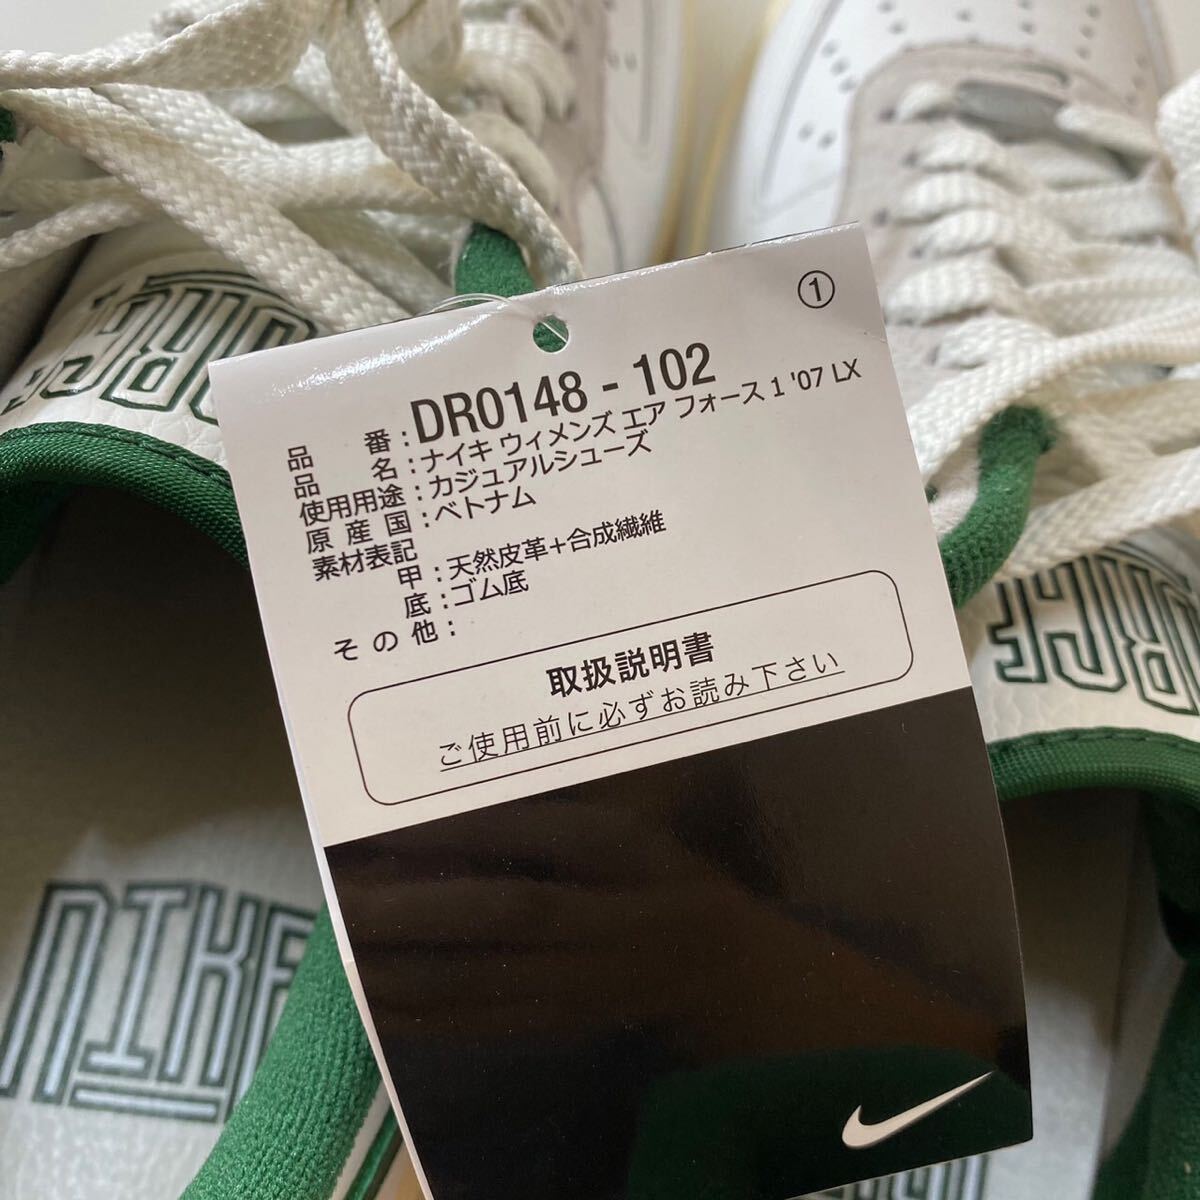 ①
品番:DR0148 - 102
品名:ナイキ ウィメンズ エア フォース 1 '07 LX
使用用途:カジュアルシューズ
原産国:ベトナム
素材表記
甲:天然皮革+合成繊維
底:ゴム底
その他:
取扱説明書
ご使用前に必ずお読み下さい
NIKE